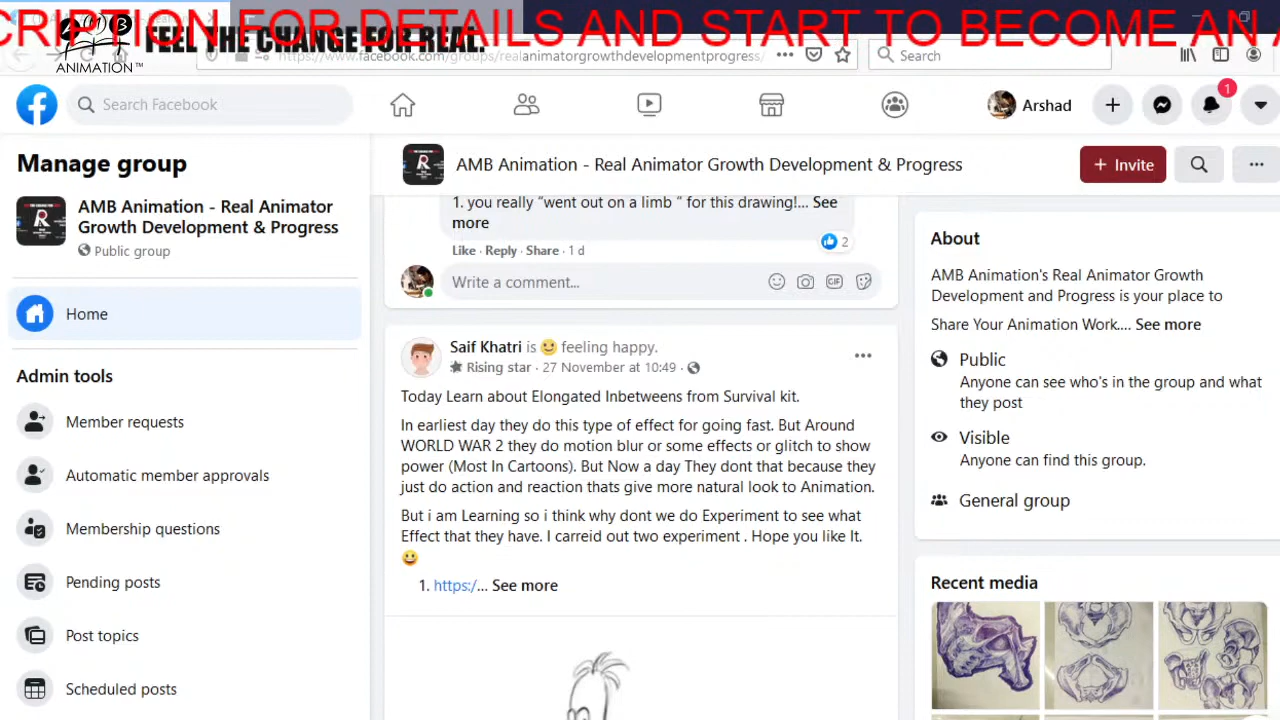 CRIPTION FOR DETAILS AND START TO BECOME AN
FEEL THE CHANGE FOR REAL.
ANIMATION™
https://www.facebook.com/groups/realanimatorgrowthdevelopmentprogress/
Search
Search Facebook
Arshad
1
Manage group
AMB Animation - Real Animator
Growth Development & Progress
Public group
Home
Admin tools
Member requests
Automatic member approvals
Membership questions
Pending posts
Post topics
Scheduled posts
AMB Animation - Real Animator Growth Development & Progress
+ Invite
1. you really “went out on a limb ” for this drawing!... See
more
Like · Reply · Share · 1 d
2
Write a comment...
GIF
Saif Khatri is 😀 feeling happy.
Rising star · 27 November at 10:49 ·
Today Learn about Elongated Inbetweens from Survival kit.
In earliest day they do this type of effect for going fast. But Around
WORLD WAR 2 they do motion blur or some effects or glitch to show
power (Most In Cartoons). But Now a day They dont that because they
just do action and reaction thats give more natural look to Animation.
But i am Learning so i think why dont we do Experiment to see what
Effect that they have. I carreid out two experiment . Hope you like It.
😀
1. https:/... See more
About
AMB Animation's Real Animator Growth
Development and Progress is your place to
Share Your Animation Work.... See more
Public
Anyone can see who's in the group and what
they post
Visible
Anyone can find this group.
General group
Recent media